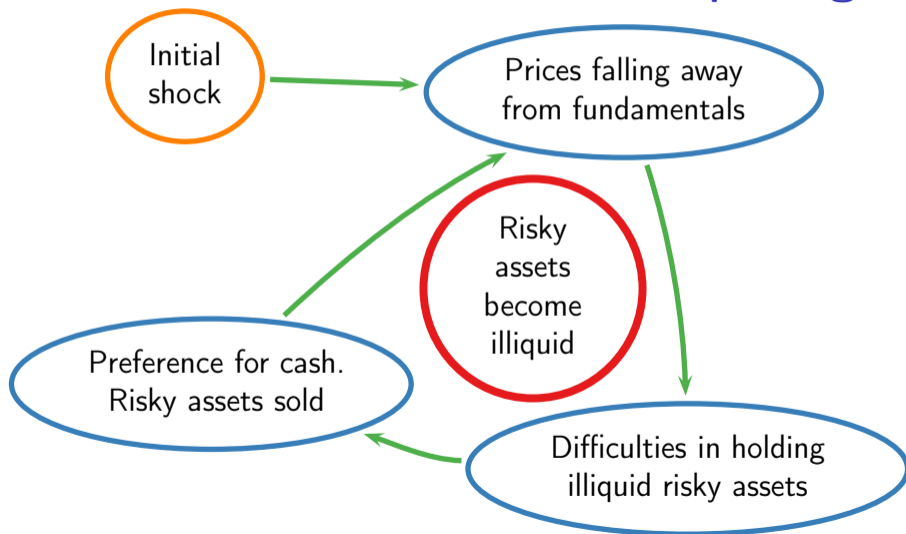 Initial
shock
Prices falling away
from fundamentals
Risky
assets
become
illiquid
Preference for cash.
Risky assets sold
Difficulties in holding
illiquid risky assets